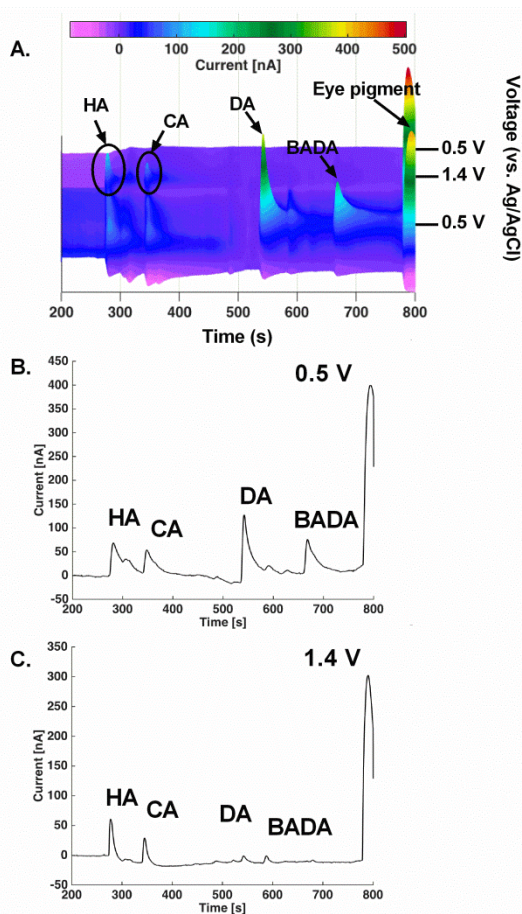 A.
0 100 200 300 400 500
Current [nA]
HA
CA
DA
BADA
Eye pigment
0.5 V
1.4 V
0.5 V
Voltage (vs. Ag/AgCl)
200 300 400 500 600 700 800
Time (s)
B.
0.5 V
450
400
350
300
250
200
150
100
50
0
-50
Current [nA]
HA
CA
DA
BADA
200 300 400 500 600 700 800
Time [s]
C.
1.4 V
350
300
250
200
150
100
50
0
-50
Current [nA]
HA
CA
DA
BADA
200 300 400 500 600 700 800
Time [s]